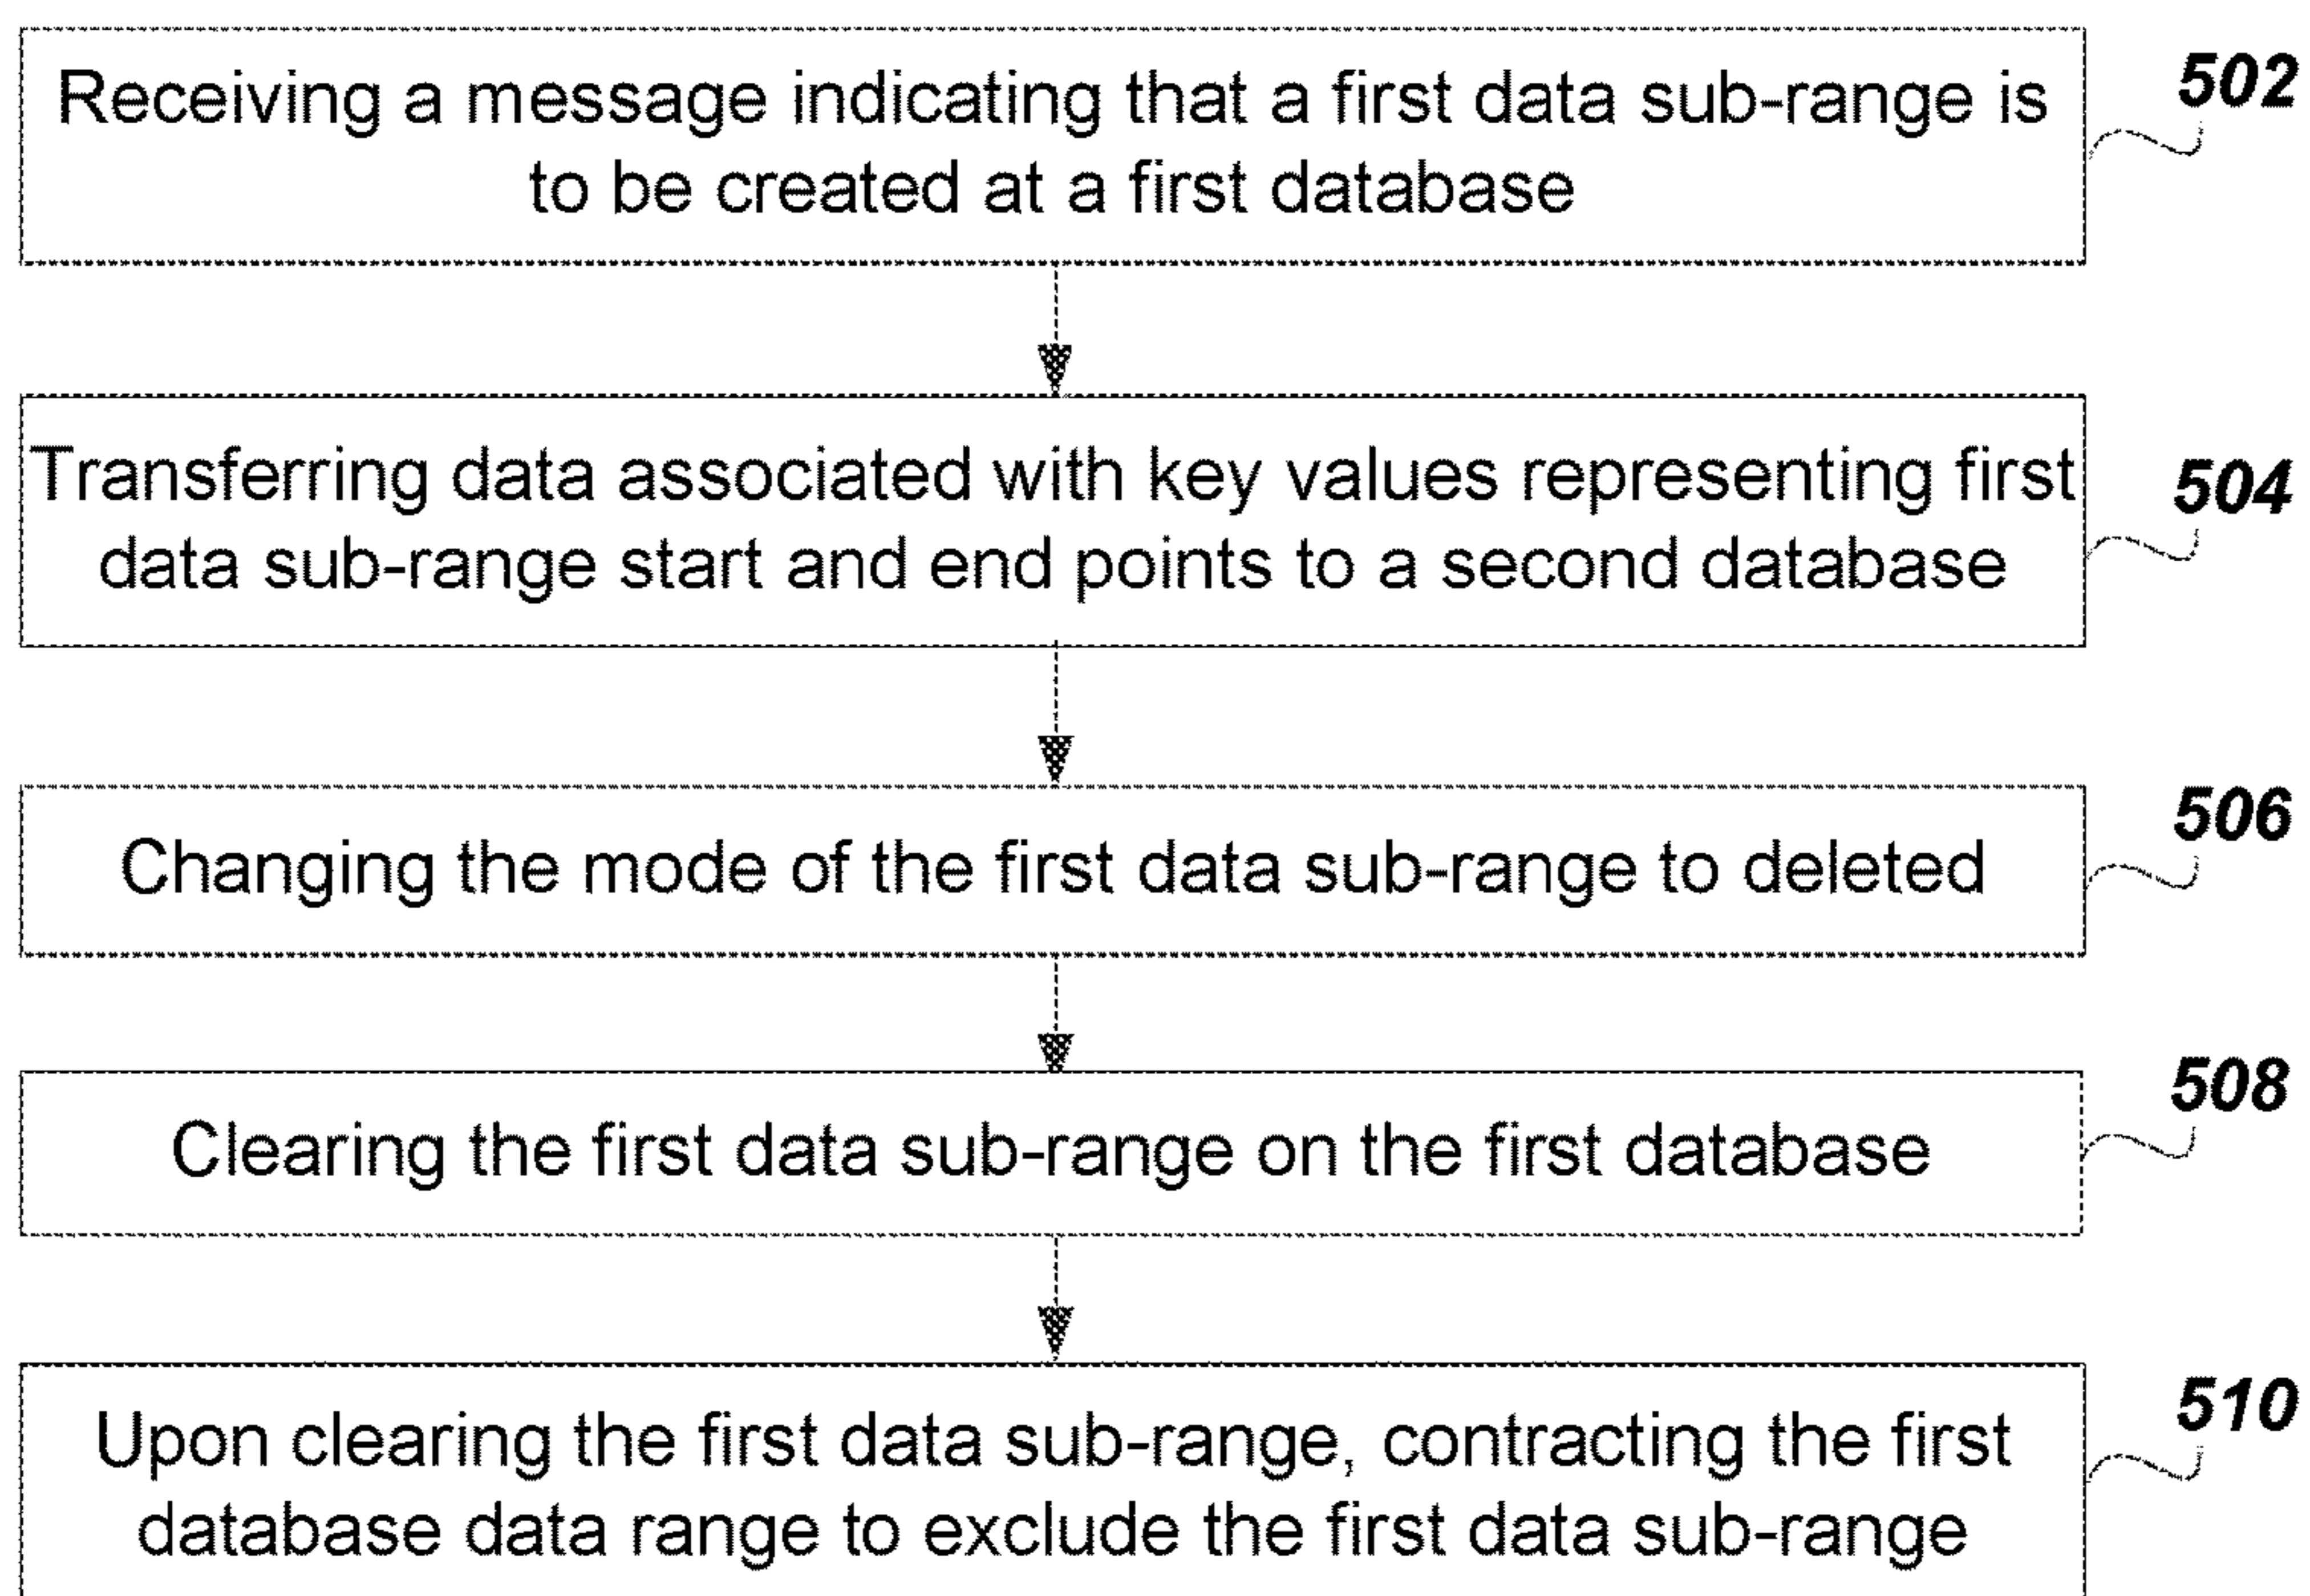 Receiving a message indicating that a first data sub-range is
to be created at a first database
502
Transferring data associated with key values representing first
data sub-range start and end points to a second database
504
Changing the mode of the first data sub-range to deleted
506
Clearing the first data sub-range on the first database
508
Upon clearing the first data sub-range, contracting the first
database data range to exclude the first data sub-range
510